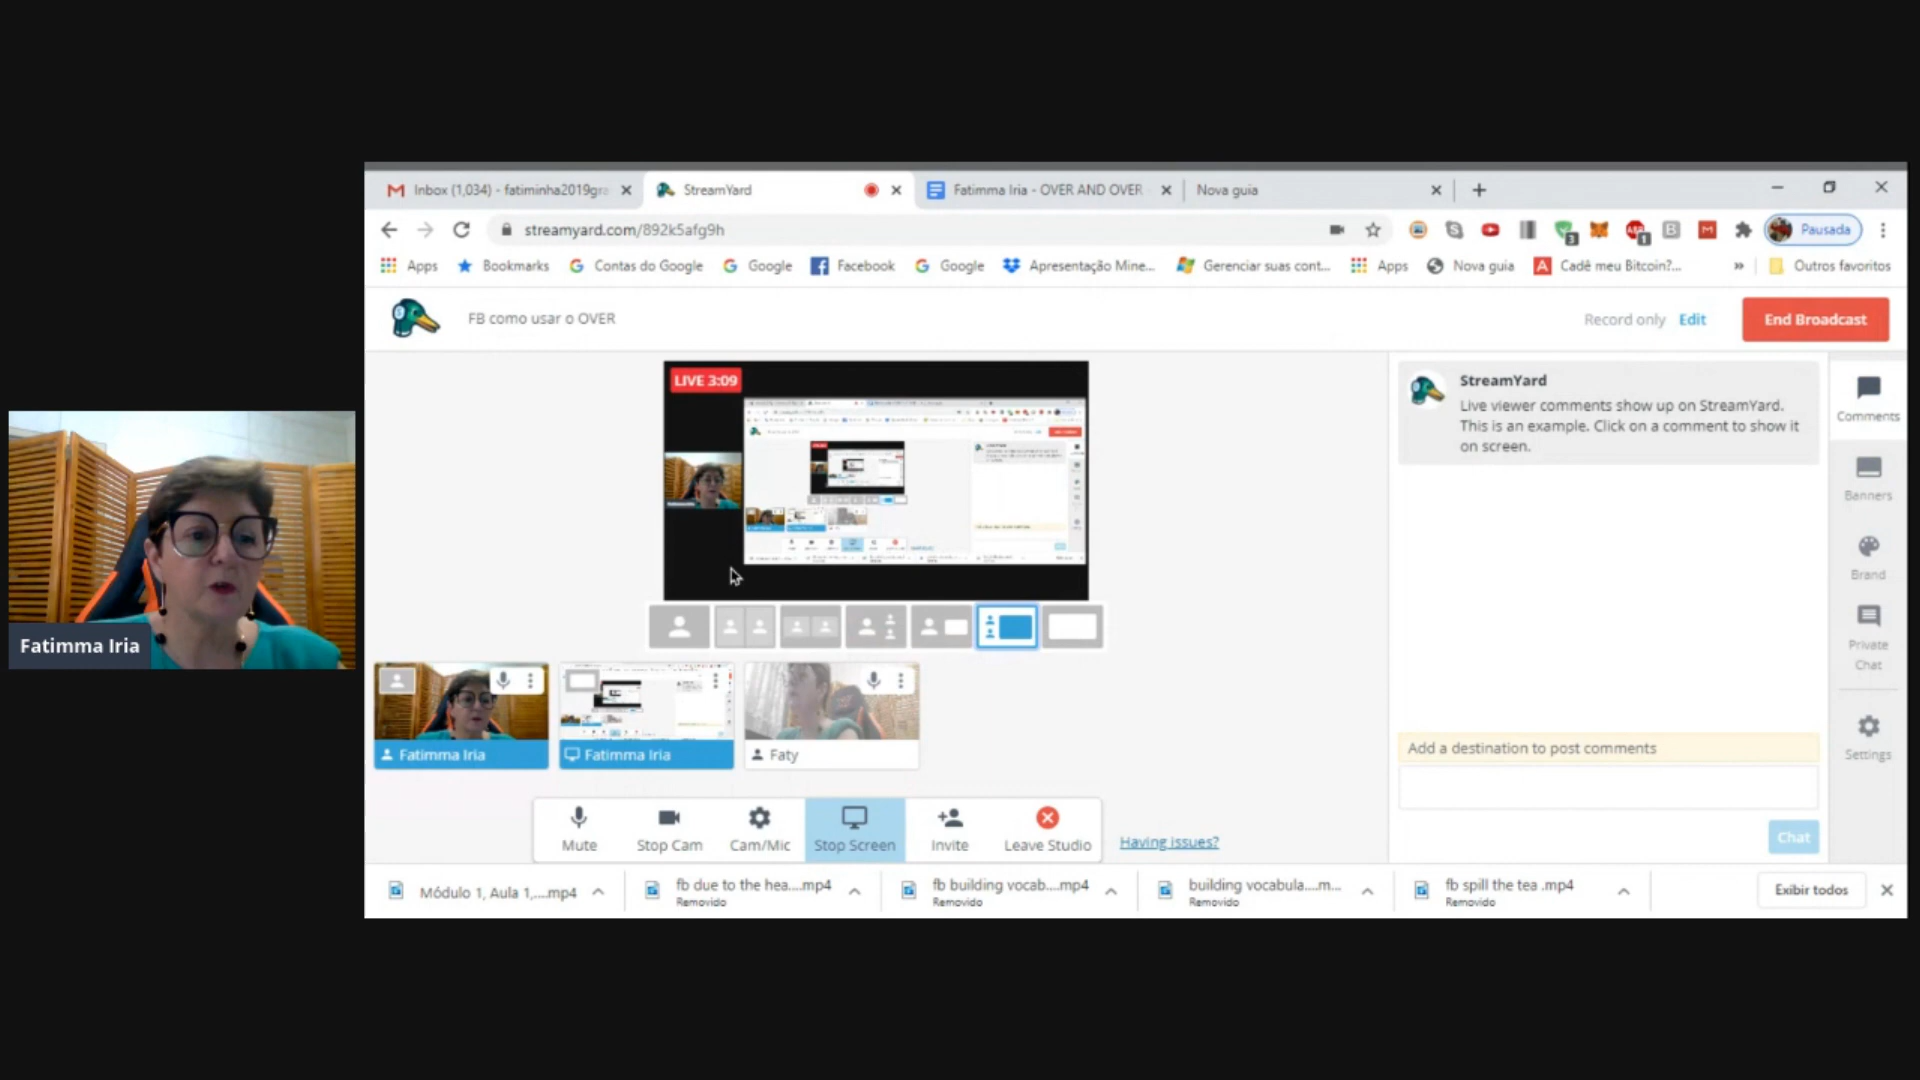 Inbox (1,034) - fatiminha2019gra
StreamYard
Fatimma Iria - OVER AND OVER
Nova guia
streamyard.com/892k5afg9h
Pausada
Apps
Bookmarks
Contas do Google
Google
Facebook
Google
Apresentação Mine...
Gerenciar suas cont...
Apps
Nova guia
Cadê meu Bitcoin?...
»
Outros favoritos
FB como usar o OVER
Record only
Edit
End Broadcast
LIVE 3:09
StreamYard
Live viewer comments show up on StreamYard.
This is an example. Click on a comment to show it
on screen.
Comments
Banners
Brand
Private
Chat
Settings
Fatimma Iria
Fatimma Iria
Fatimma Iria
Faty
Add a destination to post comments
Chat
Mute
Stop Cam
Cam/Mic
Stop Screen
Invite
Leave Studio
Having issues?
Módulo 1, Aula 1,....mp4
fb due to the hea....mp4
Removido
fb building vocab....mp4
Removido
building vocabula....m...
Removido
fb spill the tea .mp4
Removido
Exibir todos